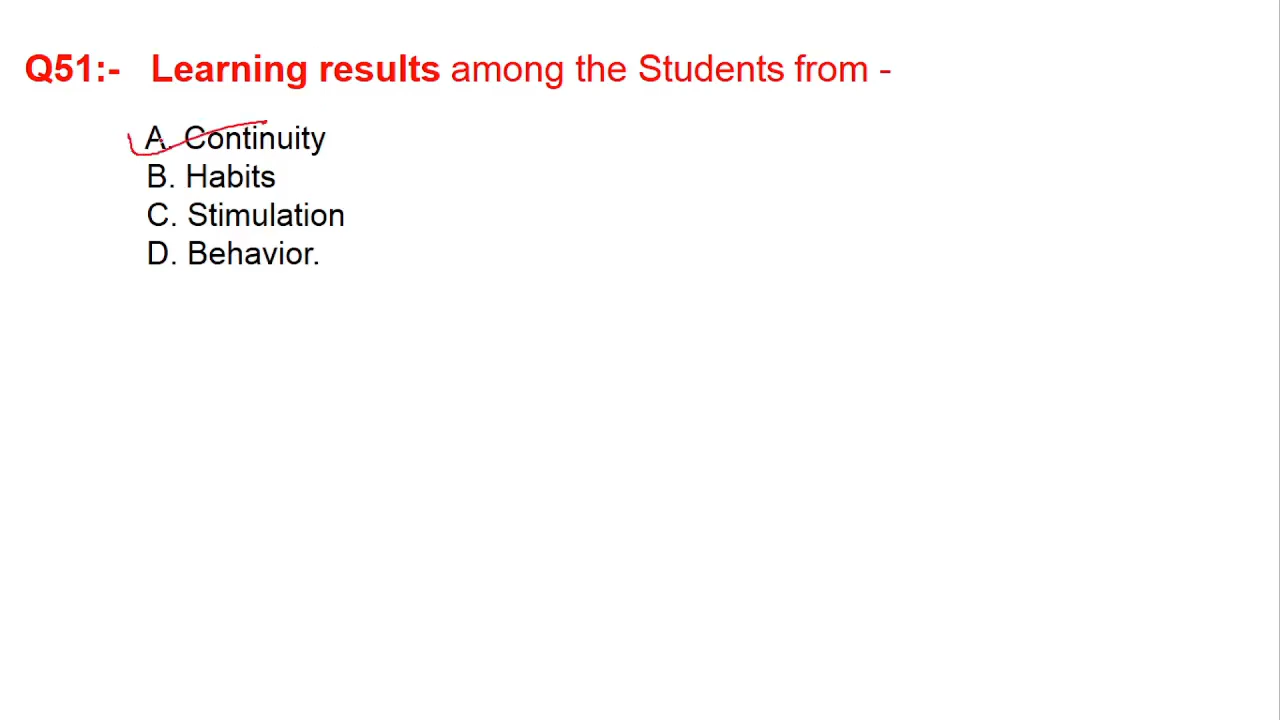 Q51:- Learning results among the Students from -
A. Continuity
B. Habits
C. Stimulation
D. Behavior.